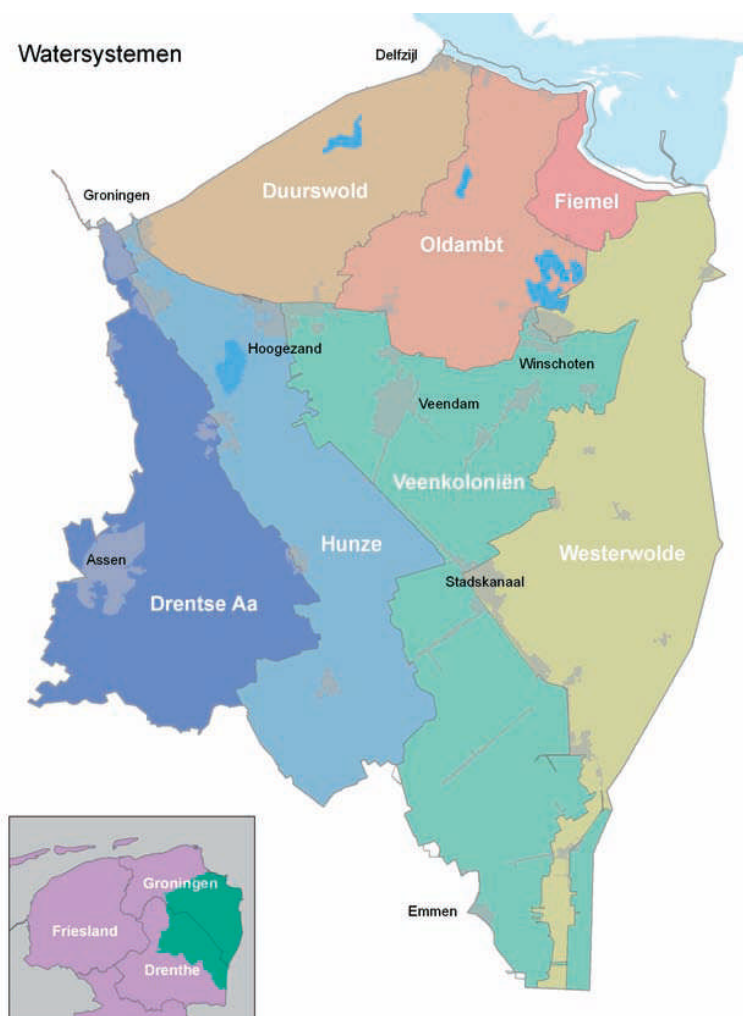 Watersystemen
Delfzijl
Groningen
Duurswold
Fiemel
Oldambt
Hoogezand
Winschoten
Veendam
Veenkoloniën
Hunze
Westerwolde
Assen
Stadskanaal
Drentse Aa
Groningen
Friesland
Emmen
Drenthe